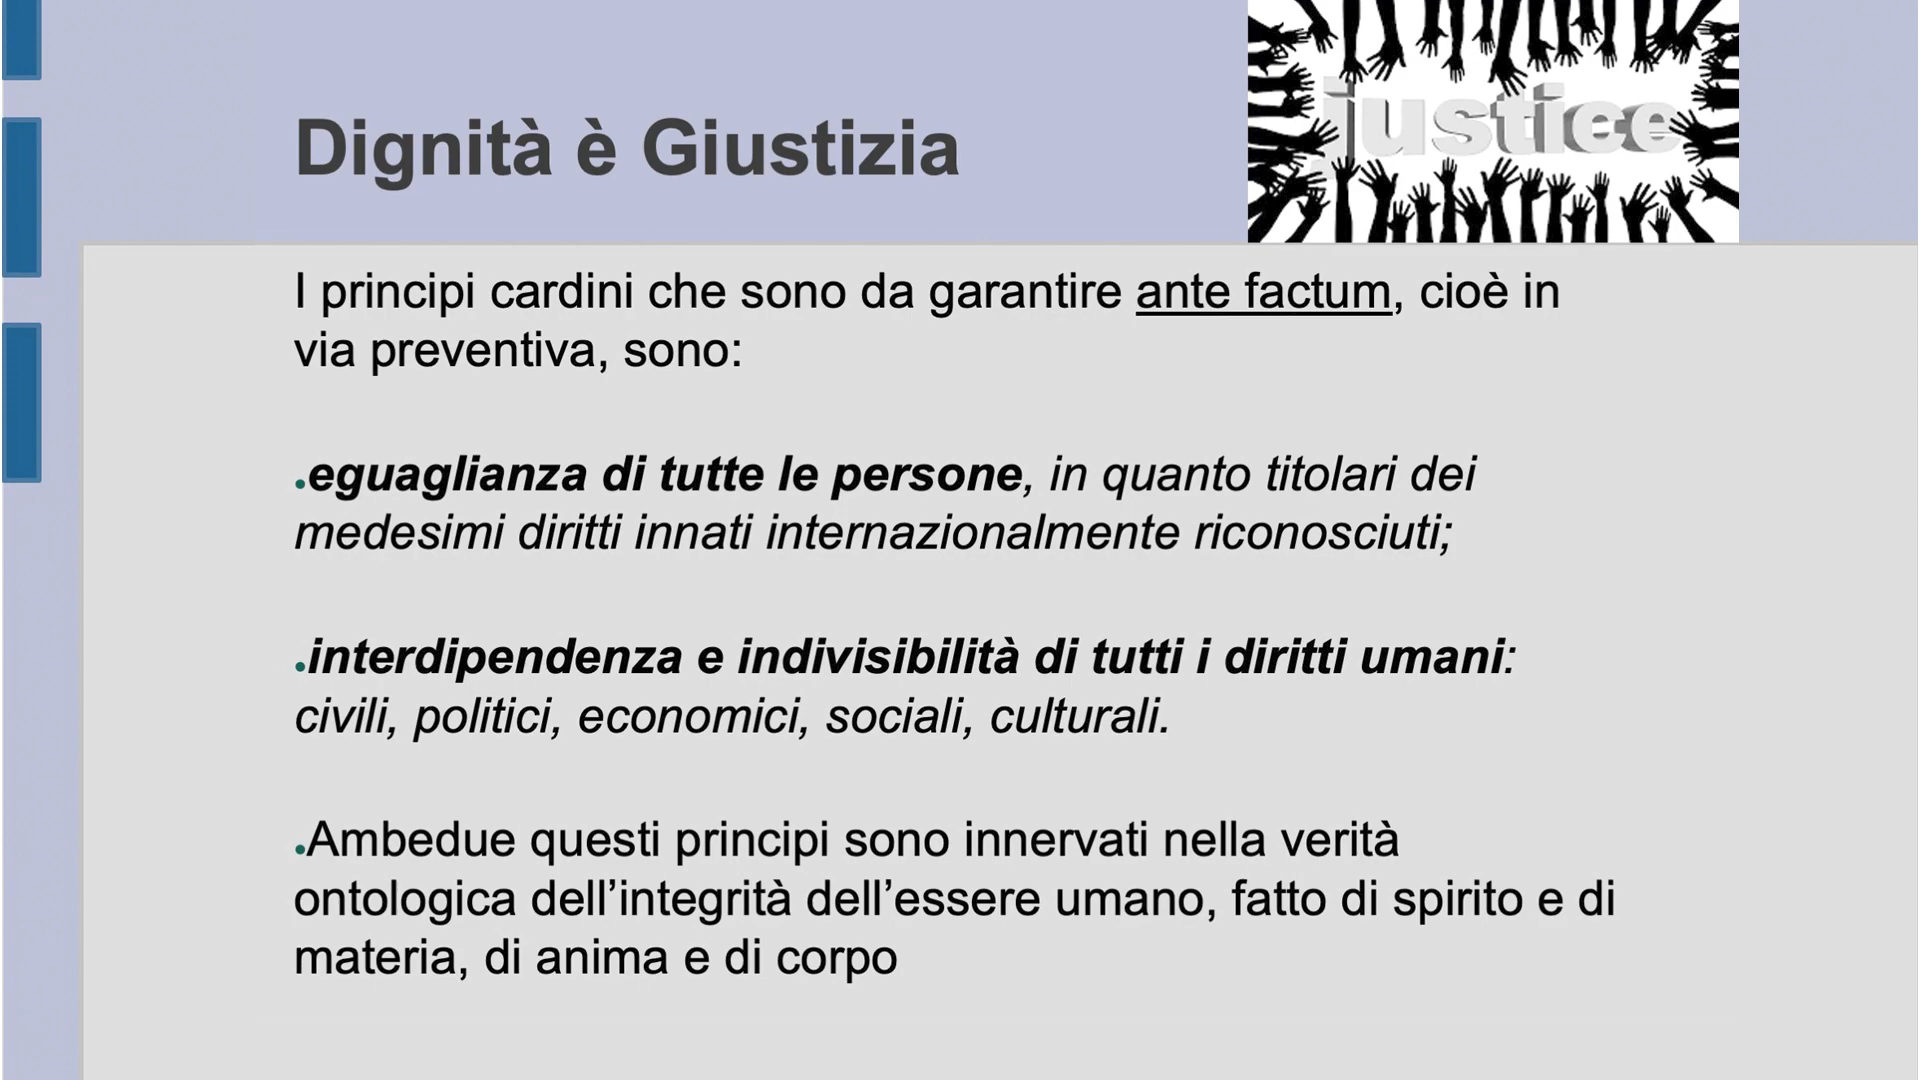 justice
Dignità è Giustizia
I principi cardini che sono da garantire ante factum, cioè in
via preventiva, sono:
●eguaglianza di tutte le persone, in quanto titolari dei
medesimi diritti innati internazionalmente riconosciuti;
●interdipendenza e indivisibilità di tutti i diritti umani:
civili, politici, economici, sociali, culturali.
●Ambedue questi principi sono innervati nella verità
ontologica dell’integrità dell’essere umano, fatto di spirito e di
materia, di anima e di corpo